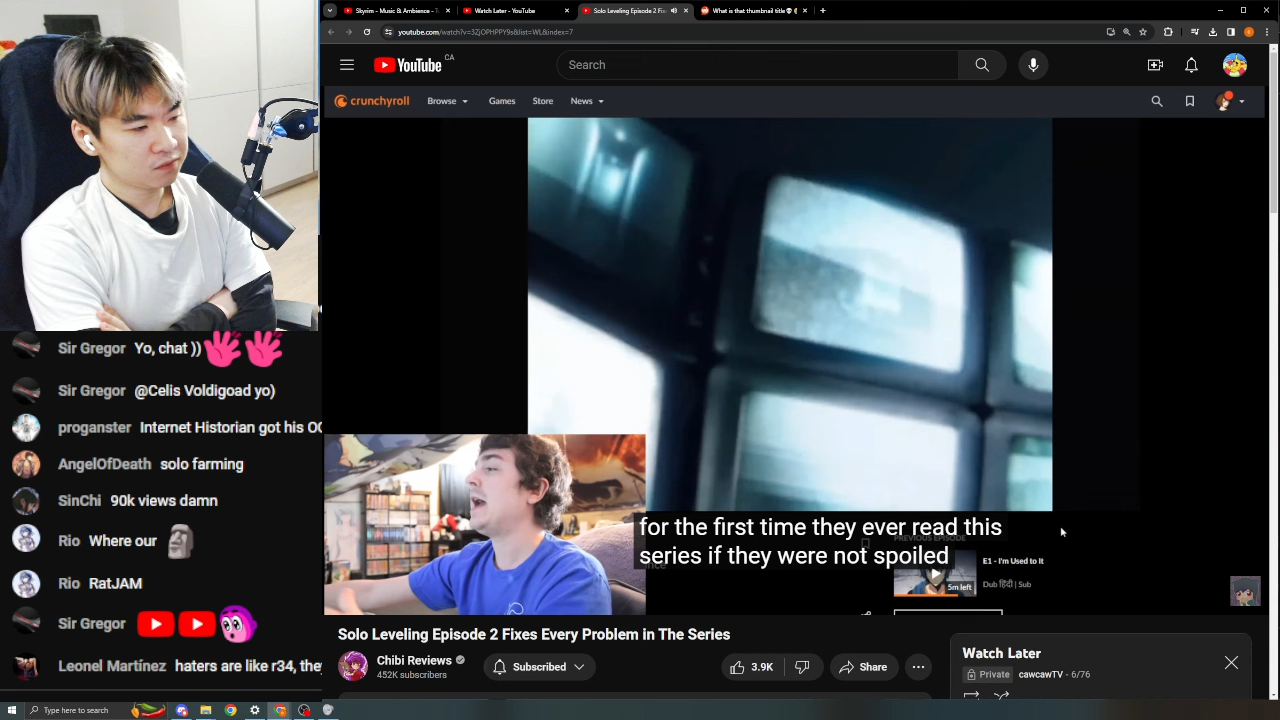 Skyrim - Music & Ambience - T
Watch Later - YouTube
Solo Leveling Episode 2 Fix
What is that thumbnail title
youtube.com/watch?v=3ZjOPHPPY9s&list=WL&index=7
YouTube CA
Search
crunchyroll
Browse
Games
Store
News
Sir Gregor Yo, chat ))
Sir Gregor @Celis Voldigoad yo)
proganster Internet Historian got his OC
AngelOfDeath solo farming
SinChi 90k views damn
Rio Where our
Rio RatJAM
Sir Gregor
Leonel Martínez haters are like r34, they
for the first time they ever read this
series if they were not spoiled
PREVIOUS EPISODE
E1 - I'm Used to It
5m left
Dub हिंदी | Sub
Solo Leveling Episode 2 Fixes Every Problem in The Series
Chibi Reviews
452K subscribers
Subscribed
3.9K
Share
Watch Later
Private cawcawTV - 6/76
Type here to search